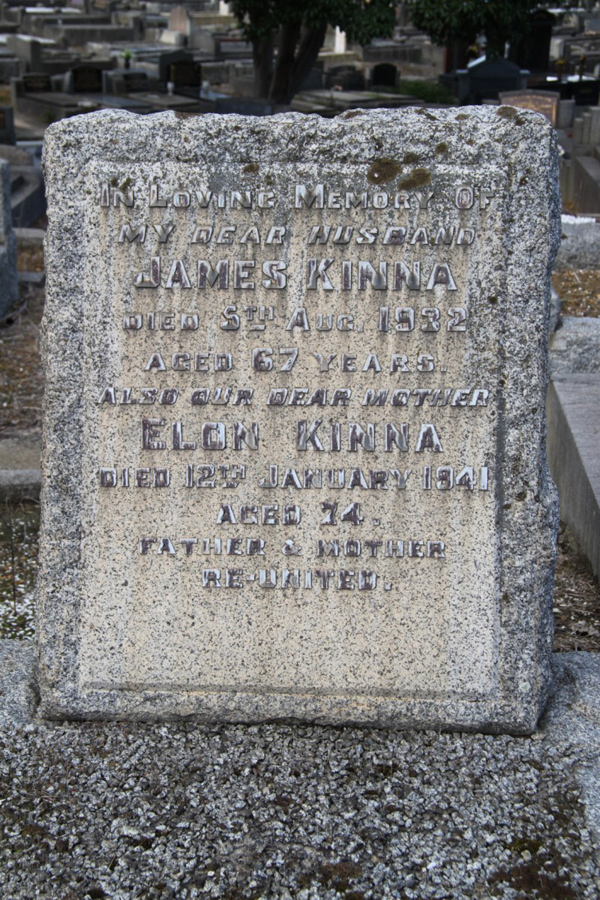 In Loving Memory Of
MY DEAR HUSBAND
JAMES KINNA
DIED 5TH AUG. 1932
AGED 67 YEARS.
ALSO OUR DEAR MOTHER
ELON KINNA
DIED 12TH JANUARY 1941
AGED 74.
FATHER & MOTHER
RE-UNITED.